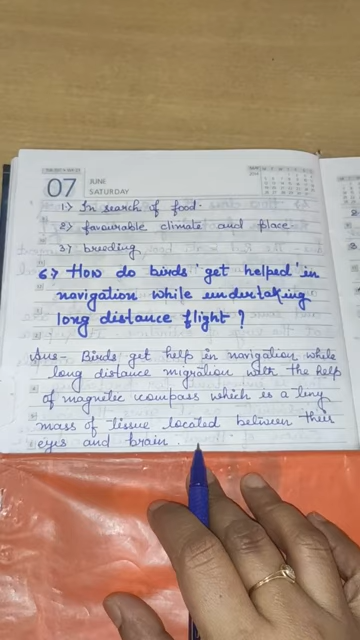 07
JUNE
SATURDAY
1.> In search of food.
2.> favourable climate and place
3.> breeding.
6.> How do birds get helped in
navigation while undertaking
long distance flight?
Ans- Birds get help in navigation while
long distance migration with the help
of magnetic compass which is a tiny
mass of tissue located between their
eyes and brain.